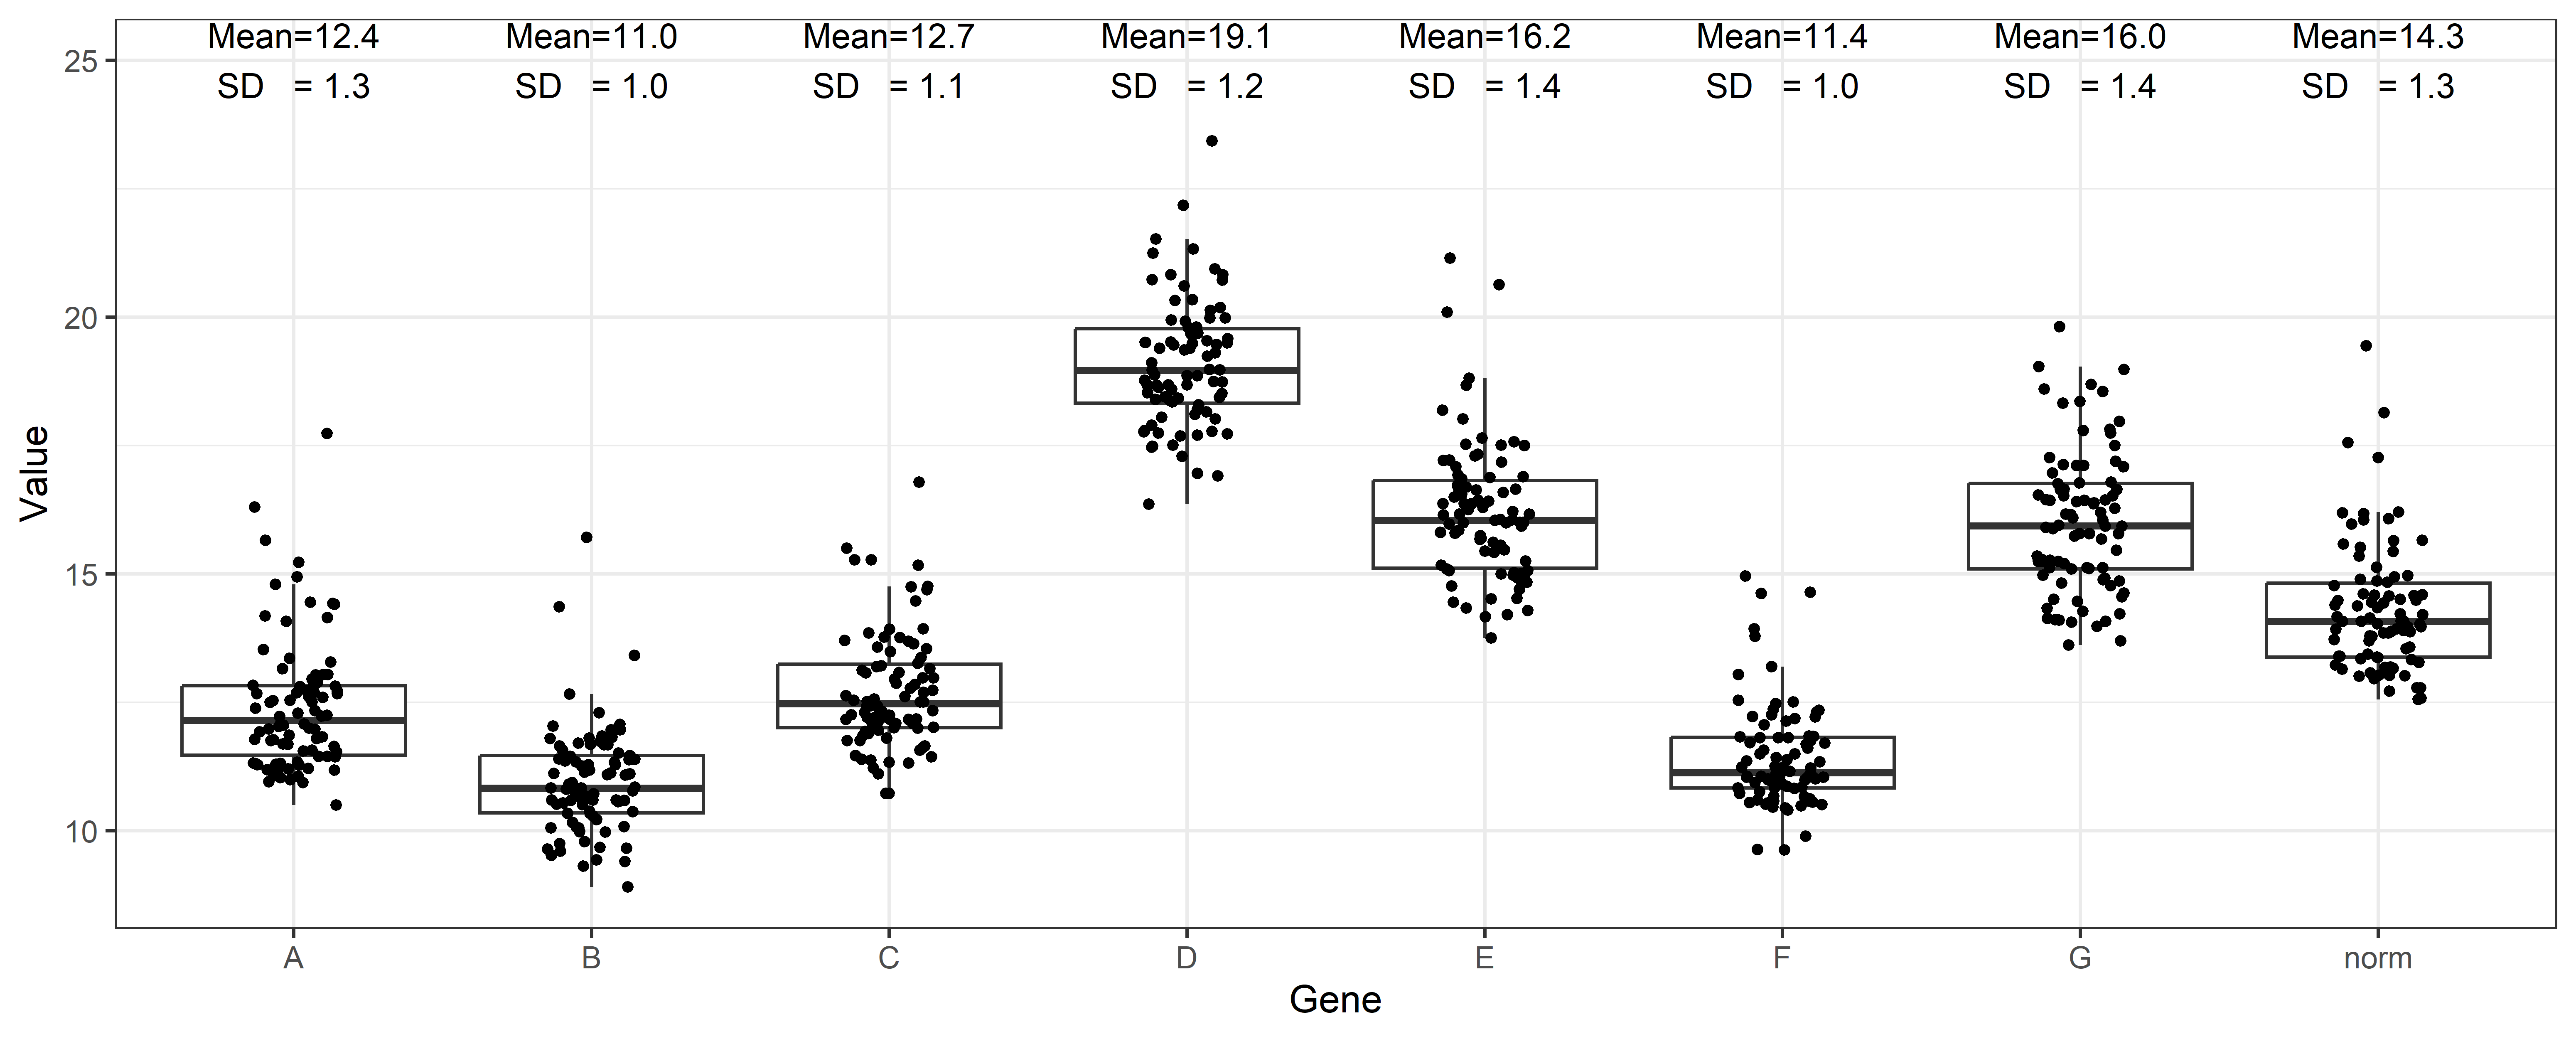 Mean=12.4 Mean=11.0 Mean=12.7 Mean=19.1 Mean=16.2 Mean=11.4 Mean=16.0 Mean=14.3
25
SD = 1.3 SD = 1.0 SD = 1.1 SD = 1.2 SD = 1.4 SD = 1.0 SD = 1.4 SD = 1.3
20
Value
15
10
A B C D E F G norm
Gene